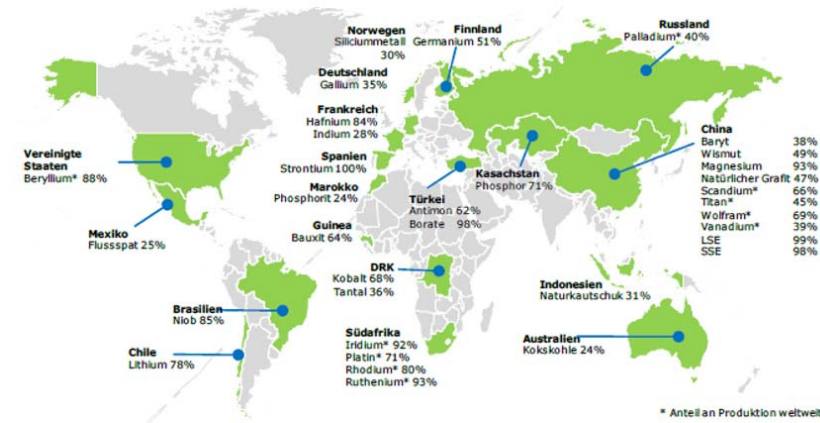 Norwegen
Siliciummetall
30%
Finnland
Germanium 51%
Russland
Palladium* 40%
Deutschland
Gallium 35%
Frankreich
Hafnium 84%
Indium 28%
Spanien
Strontium 100%
Marokko
Phosphorit 24%
Guinea
Bauxit 64%
Vereinigte
Staaten
Beryllium* 88%
Mexiko
Flussspat 25%
Brasilien
Niob 85%
Chile
Lithium 78%
DRK
Kobalt 68%
Tantal 36%
Südafrika
Iridium* 92%
Platin* 71%
Rhodium* 80%
Ruthenium* 93%
Türkei
Antimon 62%
Borate 98%
Kasachstan
Phosphor 71%
China
Baryt 38%
Wismut 49%
Magnesium 93%
Natürlicher Grafit 47%
Scandium* 66%
Titan* 45%
Wolfram* 69%
Vanadium* 39%
LSE 99%
SSE 98%
Indonesien
Naturkautschuk 31%
Australien
Kokskohle 24%
* Anteil an Produktion weltweit